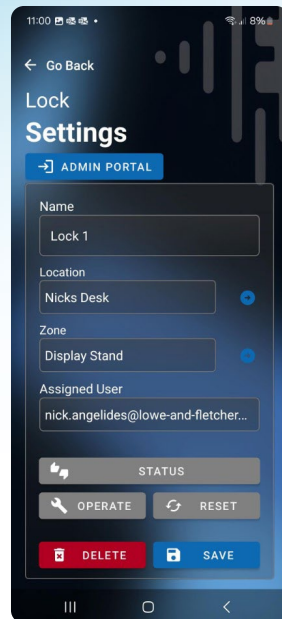 11:00
8%
Go Back
Lock
Settings
ADMIN PORTAL
Name
Lock 1
Location
Nicks Desk
Zone
Display Stand
Assigned User
nick.angelides@lowe-and-fletcher...
STATUS
OPERATE RESET
DELETE SAVE